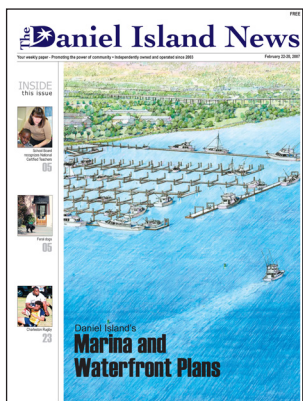 FREE
The Daniel Island News
Your weekly paper - Promoting the power of community • Independently owned and operated since 2003
February 22-28, 2007
INSIDE
this issue
School Board
recognizes National
Certified Teachers
05
05
Charleston Rugby
23
Daniel Island's
Marina and
Waterfront Plans